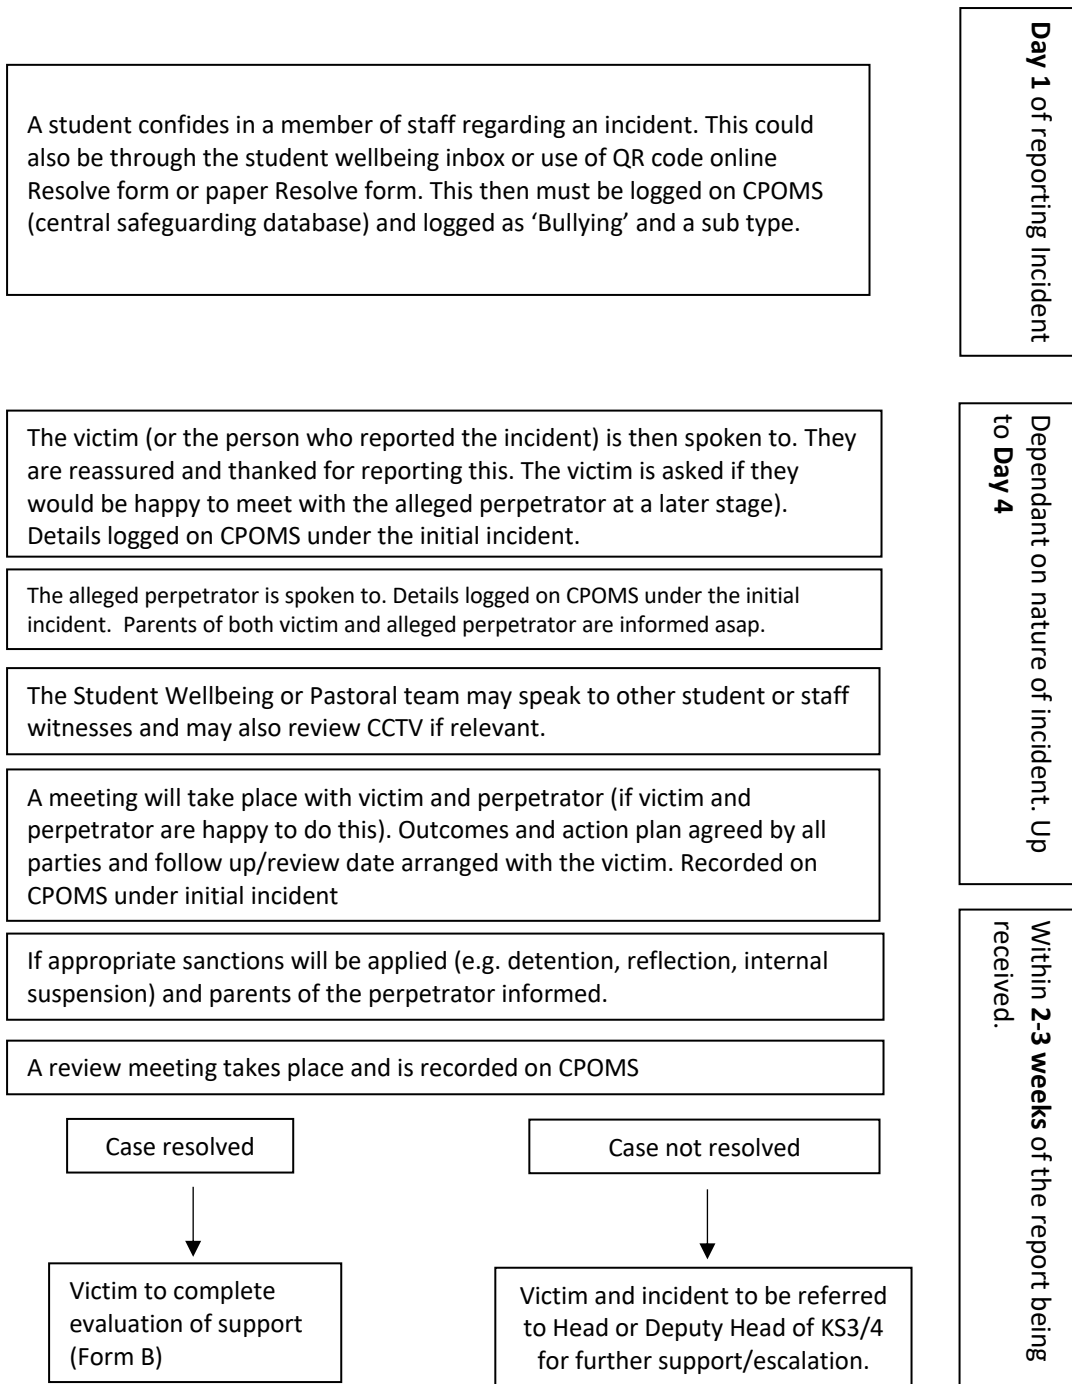 A student confides in a member of staff regarding an incident. This could
also be through the student wellbeing inbox or use of QR code online
Resolve form or paper Resolve form. This then must be logged on CPOMS
(central safeguarding database) and logged as ‘Bullying’ and a sub type.
Day 1 of reporting Incident
The victim (or the person who reported the incident) is then spoken to. They
are reassured and thanked for reporting this. The victim is asked if they
would be happy to meet with the alleged perpetrator at a later stage).
Details logged on CPOMS under the initial incident.
The alleged perpetrator is spoken to. Details logged on CPOMS under the initial
incident. Parents of both victim and alleged perpetrator are informed asap.
The Student Wellbeing or Pastoral team may speak to other student or staff
witnesses and may also review CCTV if relevant.
A meeting will take place with victim and perpetrator (if victim and
perpetrator are happy to do this). Outcomes and action plan agreed by all
parties and follow up/review date arranged with the victim. Recorded on
CPOMS under initial incident
Dependant on nature of incident. Up
to Day 4
If appropriate sanctions will be applied (e.g. detention, reflection, internal
suspension) and parents of the perpetrator informed.
A review meeting takes place and is recorded on CPOMS
Case resolved
Case not resolved
Victim to complete
evaluation of support
(Form B)
Victim and incident to be referred
to Head or Deputy Head of KS3/4
for further support/escalation.
Within 2-3 weeks of the report being
received.